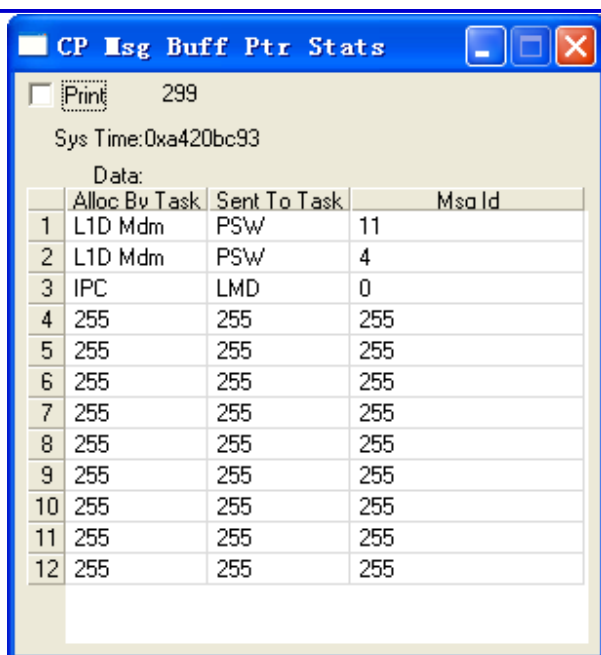 CP Msg Buff Ptr Stats
Print 299
Sys Time:0xa420bc93
Data:
Alloc By Task Sent To Task Msg Id
1 L1D Mdm PSW 11
2 L1D Mdm PSW 4
3 IPC LMD 0
4 255 255 255
5 255 255 255
6 255 255 255
7 255 255 255
8 255 255 255
9 255 255 255
10 255 255 255
11 255 255 255
12 255 255 255